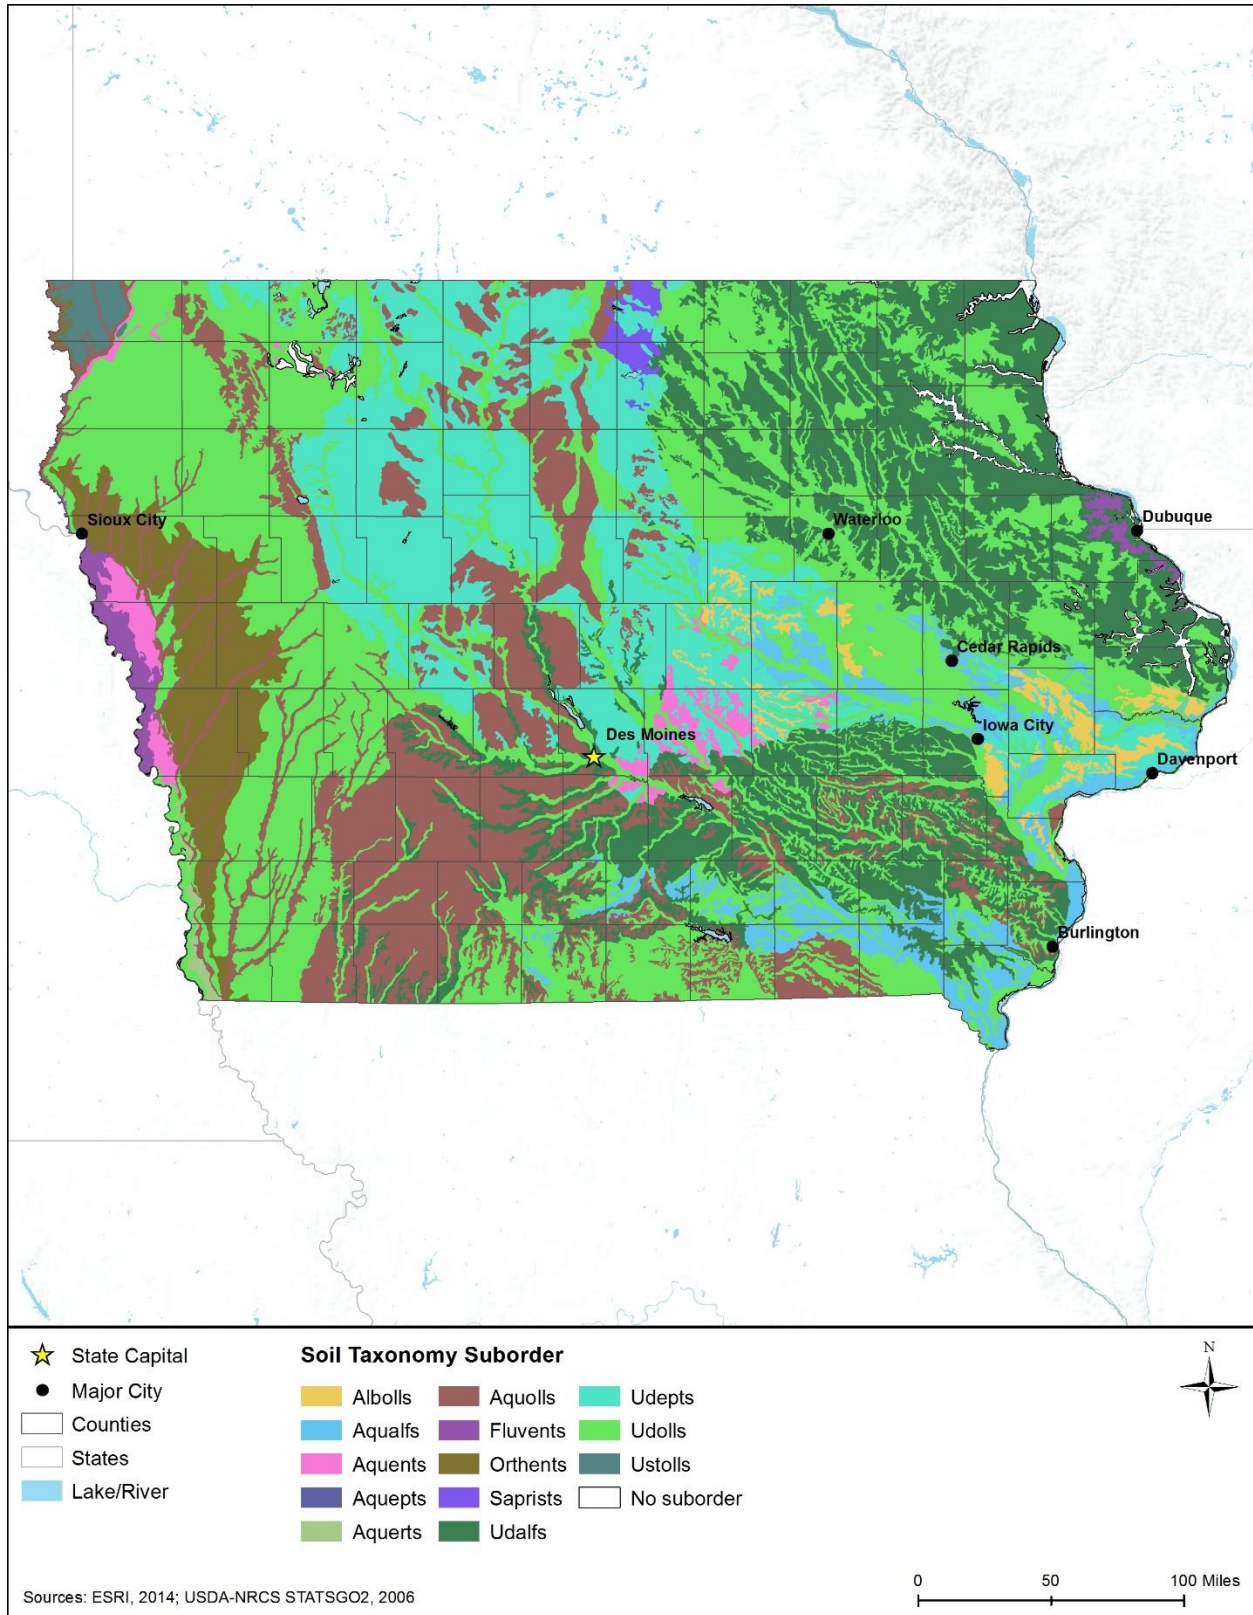 Sioux City
Waterloo
Dubuque
Cedar Rapids
Iowa City
Des Moines
Davenport
Burlington
State Capital
Major City
Counties
States
Lake/River
Soil Taxonomy Suborder
Albolls
Aqualfs
Aquents
Aquepts
Aquerts
Aquolls
Fluvents
Orthents
Saprists
Udalfs
Udepts
Udolls
Ustolls
No suborder
N
0 50 100 Miles
Sources: ESRI, 2014; USDA-NRCS STATSGO2, 2006